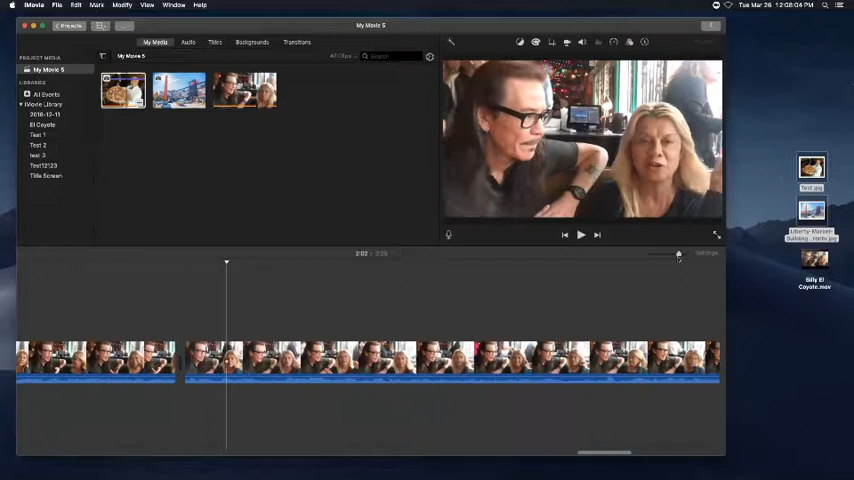 iMovie File Edit Mark Modify View Window Help
Tue Mar 26 12:08:04 PM
Projects
My Movie 5
My Media Audio Titles Backgrounds Transitions
PROJECT MEDIA
My Movie 5
LIBRARIES
All Events
iMovie Library
2018-12-11
El Coyote
Test 1
Test 2
test 3
Test12123
Title Screen
My Movie 5
All Clips
Search
2:02 /
Settings
Test.jpg
Liberty-Market-
Building
Billy El
Coyote.mov